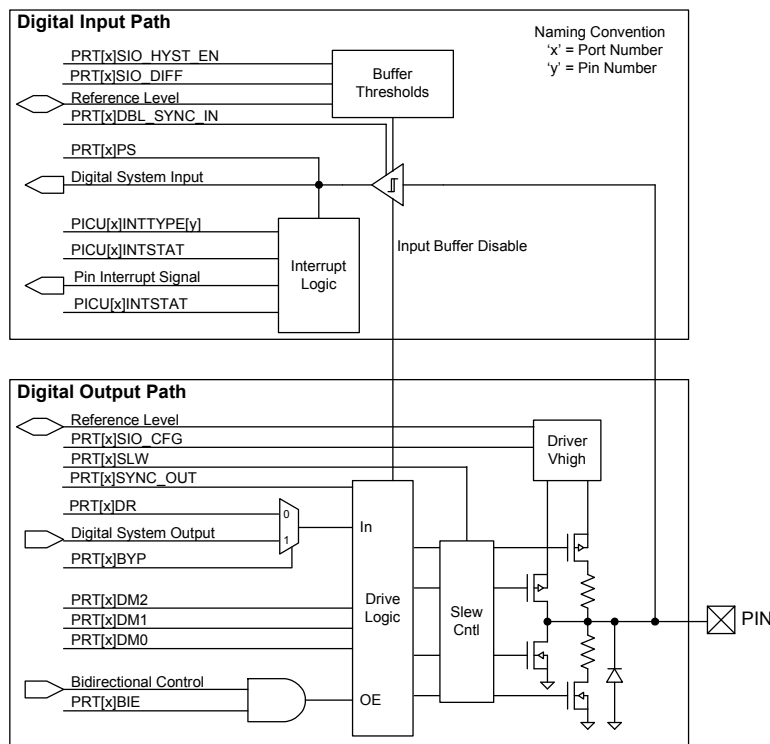 Digital Input Path
Naming Convention
‘x’ = Port Number
‘y’ = Pin Number
PRT[x]SIO_HYST_EN
PRT[x]SIO_DIFF
Reference Level
PRT[x]DBL_SYNC_IN
Buffer
Thresholds
PRT[x]PS
Digital System Input
PICU[x]INTTYPE[y]
PICU[x]INTSTAT
Pin Interrupt Signal
PICU[x]INTSTAT
Interrupt
Logic
Input Buffer Disable
Digital Output Path
Reference Level
PRT[x]SIO_CFG
PRT[x]SLW
PRT[x]SYNC_OUT
Driver
Vhigh
PRT[x]DR
Digital System Output
PRT[x]BYP
0
1
In
PRT[x]DM2
PRT[x]DM1
PRT[x]DM0
Drive
Logic
Slew
Cntl
PIN
Bidirectional Control
PRT[x]BIE
OE